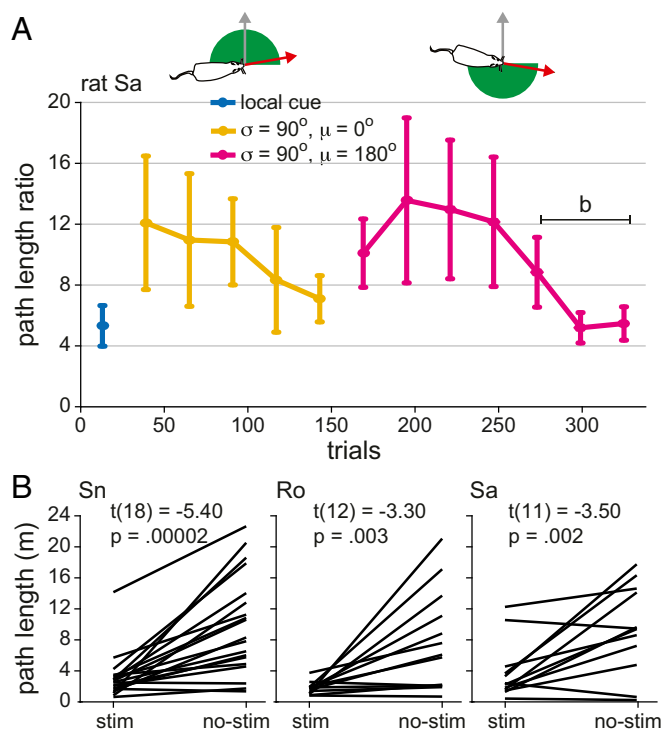 A
rat Sa
local cue
σ = 90°, μ = 0°
σ = 90°, μ = 180°
b
path length ratio
20
16
12
8
4
0
0 50 100 150 200 250 300
trials
B
Sn Ro Sa
t(18) = -5.40 t(12) = -3.30 t(11) = -3.50
p = .00002 p = .003 p = .002
path length (m)
24
20
16
12
8
4
0
stim no-stim stim no-stim stim no-stim